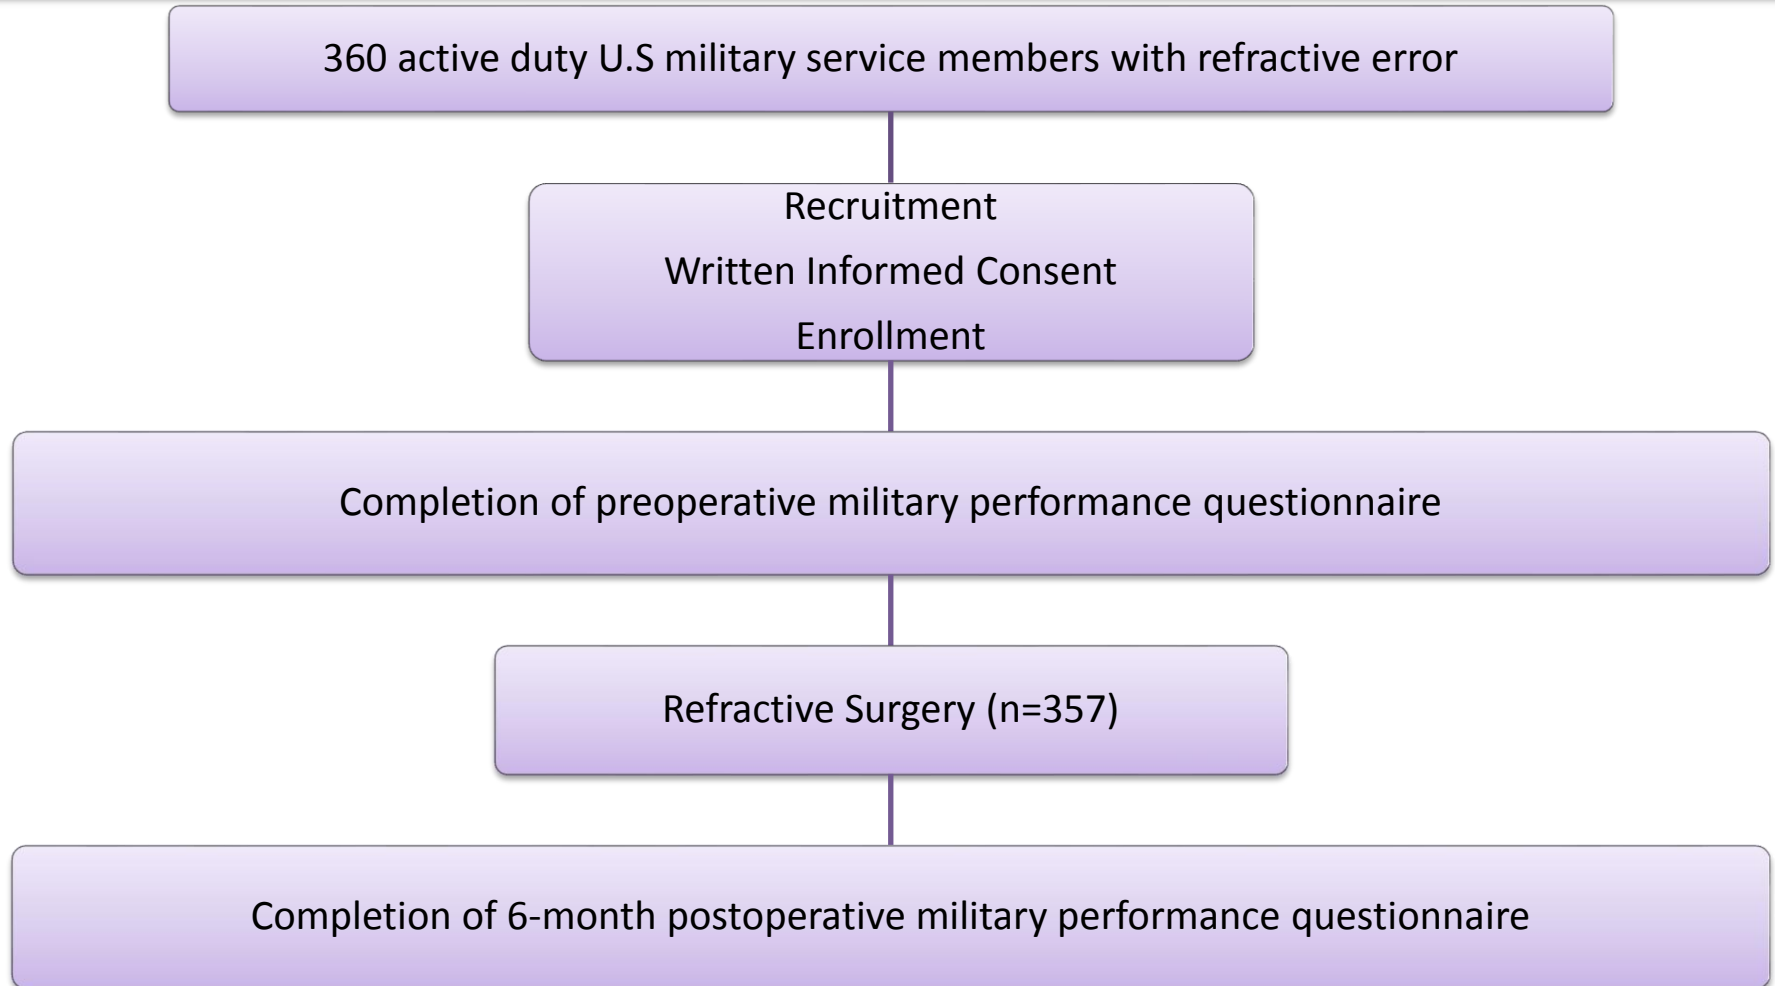 360 active duty U.S military service members with refractive error
Recruitment
Written Informed Consent
Enrollment
Completion of preoperative military performance questionnaire
Refractive Surgery (n=357)
Completion of 6-month postoperative military performance questionnaire